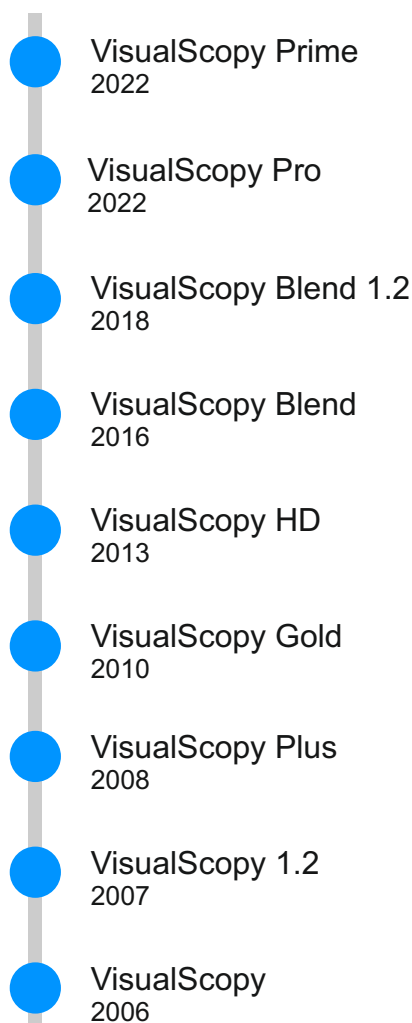 VisualScopy Prime
2022
VisualScopy Pro
2022
VisualScopy Blend 1.2
2018
VisualScopy Blend
2016
VisualScopy HD
2013
VisualScopy Gold
2010
VisualScopy Plus
2008
VisualScopy 1.2
2007
VisualScopy
2006